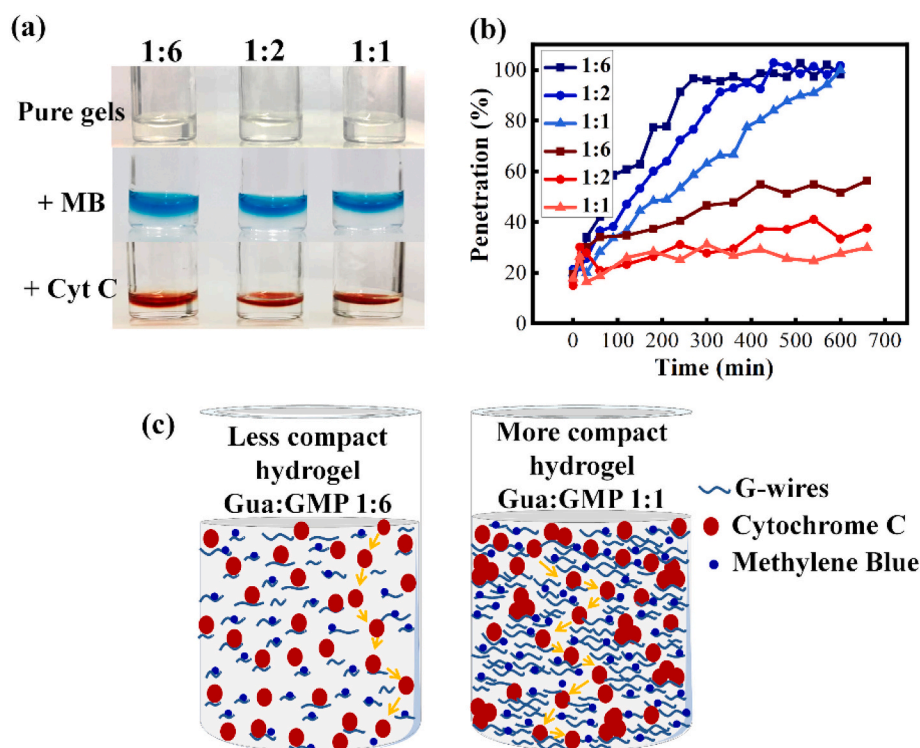 (a)
1:6 1:2 1:1
Pure gels
+ MB
+ Cyt C
(b)
Penetration (%)
100
80
60
40
20
0
1:6
1:2
1:1
1:6
1:2
1:1
0 100 200 300 400 500 600 700
Time (min)
(c)
Less compact
hydrogel
Gua:GMP 1:6
More compact
hydrogel
Gua:GMP 1:1
G-wires
Cytochrome C
Methylene Blue